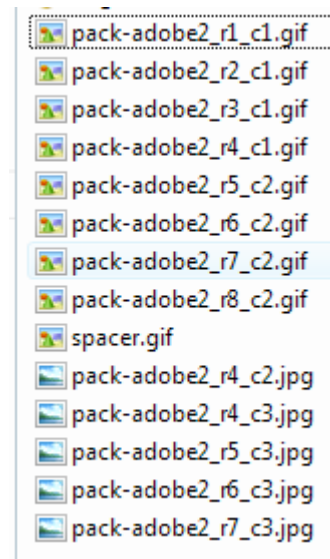 pack-adobe2_r1_c1.gif
pack-adobe2_r2_c1.gif
pack-adobe2_r3_c1.gif
pack-adobe2_r4_c1.gif
pack-adobe2_r5_c2.gif
pack-adobe2_r6_c2.gif
pack-adobe2_r7_c2.gif
pack-adobe2_r8_c2.gif
spacer.gif
pack-adobe2_r4_c2.jpg
pack-adobe2_r4_c3.jpg
pack-adobe2_r5_c3.jpg
pack-adobe2_r6_c3.jpg
pack-adobe2_r7_c3.jpg